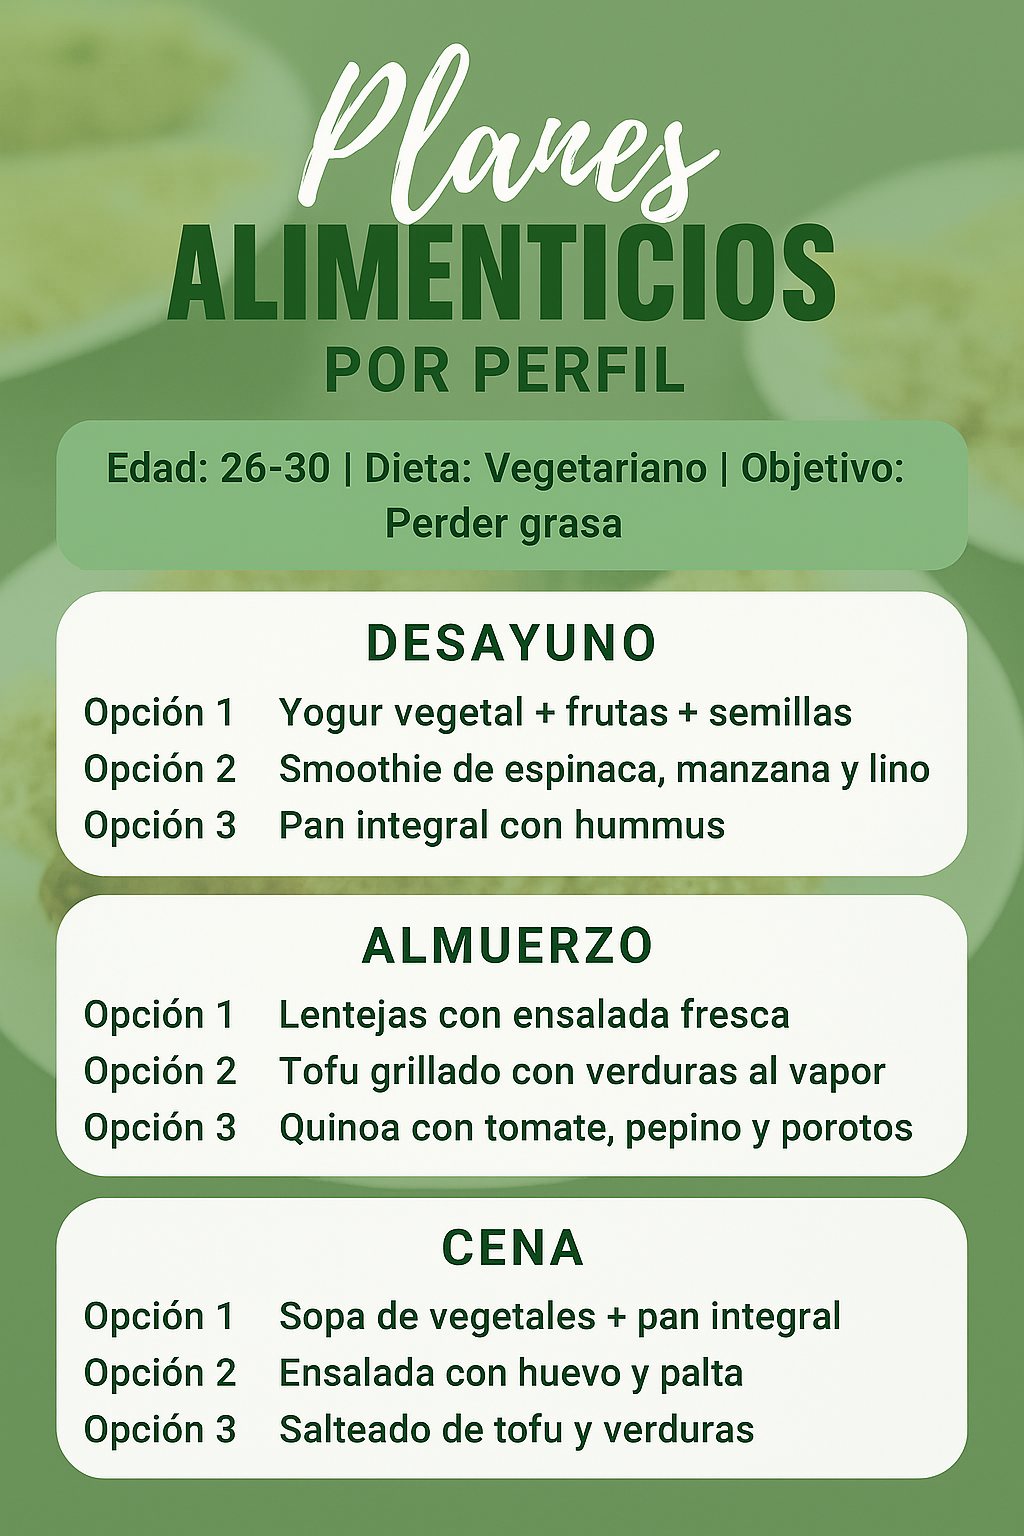 Planes
ALIMENTICIOS
POR PERFIL
Edad: 26-30 | Dieta: Vegetariano | Objetivo:
Perder grasa
DESAYUNO
Opción 1 Yogur vegetal + frutas + semillas
Opción 2 Smoothie de espinaca, manzana y lino
Opción 3 Pan integral con hummus
ALMUERZO
Opción 1 Lentejas con ensalada fresca
Opción 2 Tofu grillado con verduras al vapor
Opción 3 Quinoa con tomate, pepino y porotos
CENA
Opción 1 Sopa de vegetales + pan integral
Opción 2 Ensalada con huevo y palta
Opción 3 Salteado de tofu y verduras